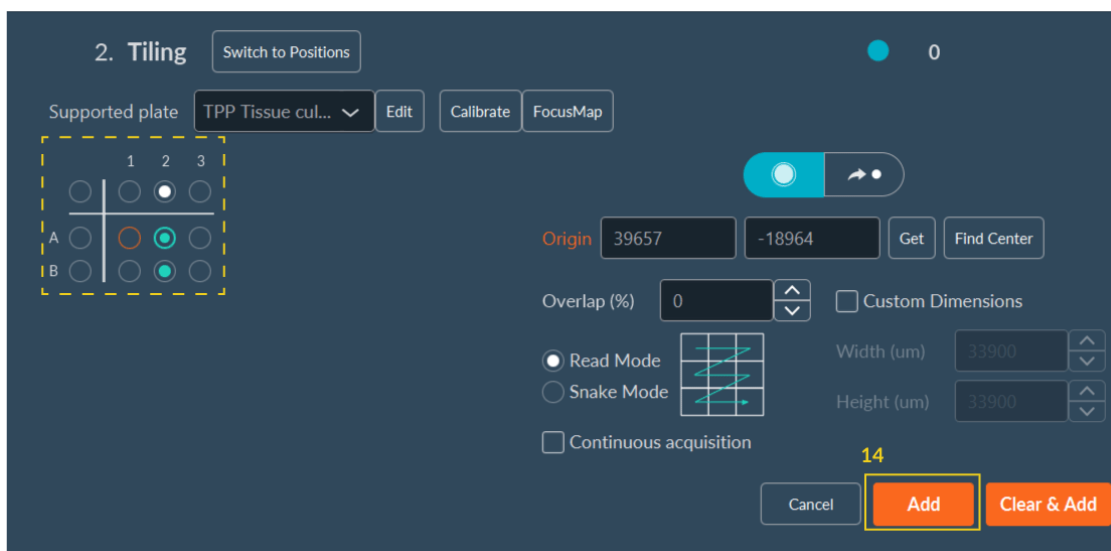 2. Tiling Switch to Positions 0
Supported plate TPP Tissue cul... Edit Calibrate FocusMap
1 2 3
A
B
Origin 39657 -18964 Get Find Center
Overlap (%) 0 Custom Dimensions
Read Mode Width (um) 33900
Snake Mode Height (um) 33900
Continuous acquisition
14
Cancel Add Clear & Add